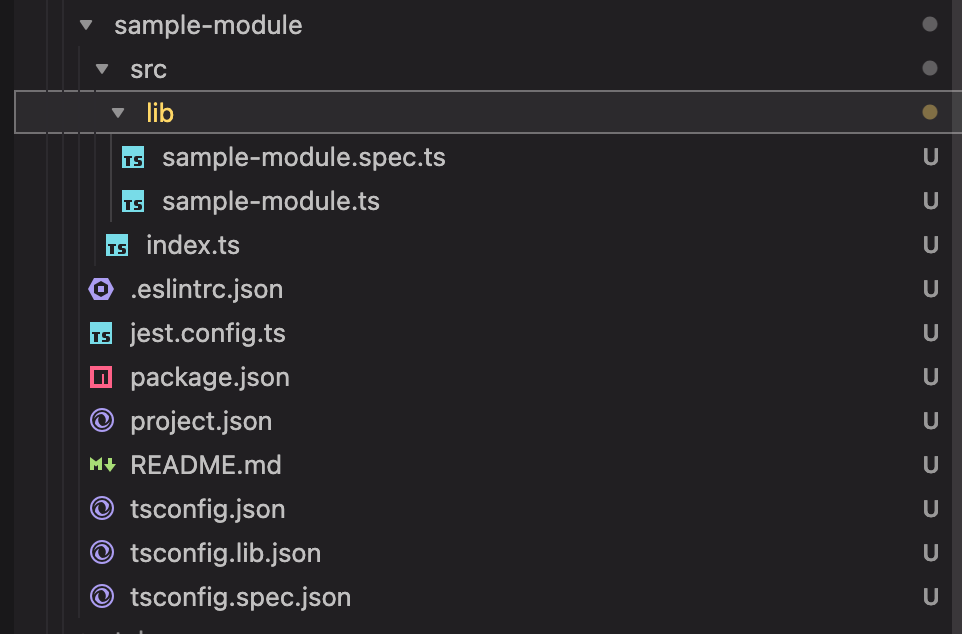 sample-module
src
lib
TS sample-module.spec.ts U
TS sample-module.ts U
TS index.ts U
.eslintrc.json U
TS jest.config.ts U
package.json U
project.json U
M README.md U
tsconfig.json U
tsconfig.lib.json U
tsconfig.spec.json U